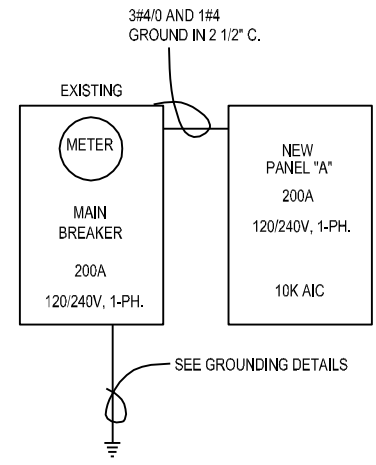 3#4/0 AND 1#4
GROUND IN 2 1/2" C.
EXISTING
METER
MAIN
BREAKER
200A
120/240V, 1-PH.
NEW
PANEL "A"
200A
120/240V, 1-PH.
10K AIC
SEE GROUNDING DETAILS